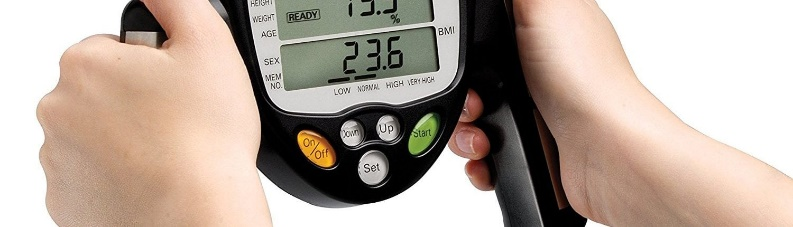 HEIGHT
WEIGHT READY %
AGE
BMI
SEX 23.6
MEM
NO.
LOW NORMAL HIGH VERY HIGH
On/Off Down Up Start
Set